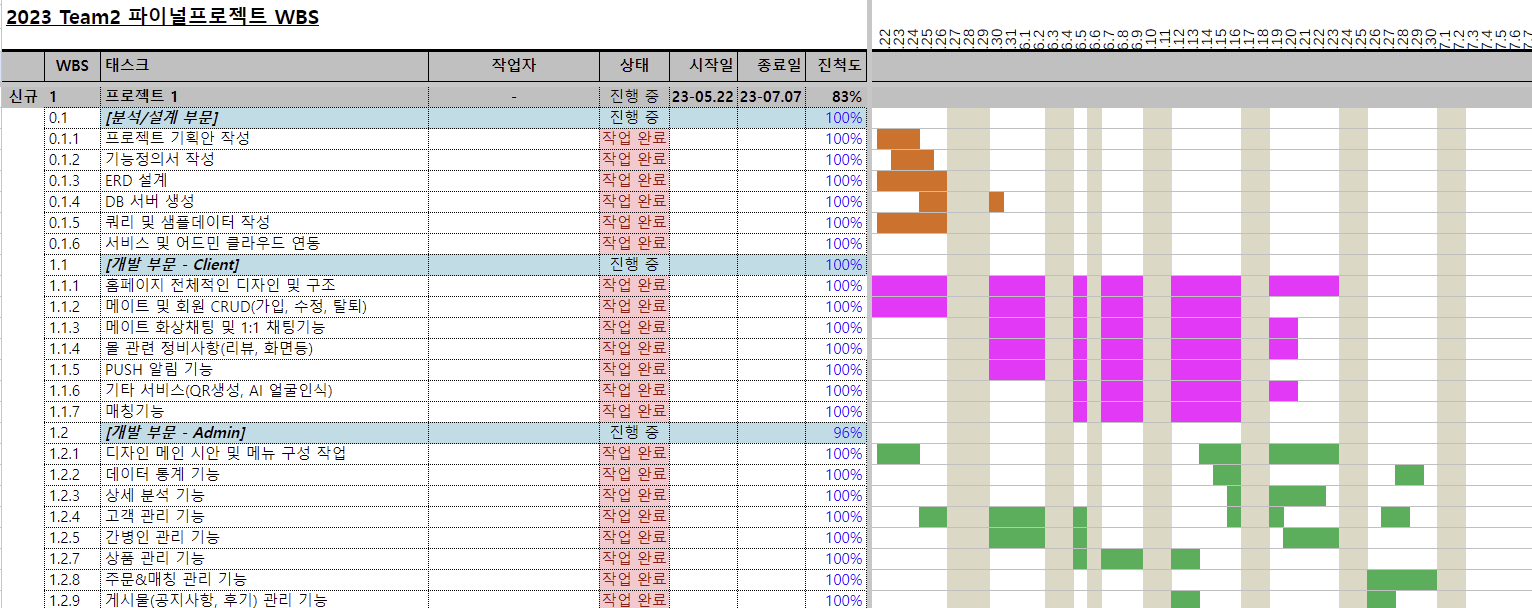 2023 Team2 파이널프로젝트 WBS
.22 .23 .24 .25 .26 .27 .28 .29 .30 .31 6.1 6.2 6.3 6.4 6.5 6.6 6.7 6.8 6.9 .10 .11 .12 .13 .14 .15 .16 .17 .18 .19 .20 .21 .22 .23 .24 .25 .26 .27 .28 .29 .30 7.1 7.2 7.3 7.4 7.5 7.6
WBS 태스크 작업자 상태 시작일 종료일 진척도
신규 1 프로젝트 1 - 진행 중 23-05.22 23-07.07 83%
0.1 [분석/설계 부문] 진행 중 100%
0.1.1 프로젝트 기획안 작성 작업 완료 100%
0.1.2 기능정의서 작성 작업 완료 100%
0.1.3 ERD 설계 작업 완료 100%
0.1.4 DB 서버 생성 작업 완료 100%
0.1.5 쿼리 및 샘플데이터 작성 작업 완료 100%
0.1.6 서비스 및 어드민 클라우드 연동 작업 완료 100%
1.1 [개발 부문 - Client] 진행 중 100%
1.1.1 홈페이지 전체적인 디자인 및 구조 작업 완료 100%
1.1.2 메이트 및 회원 CRUD(가입, 수정, 탈퇴) 작업 완료 100%
1.1.3 메이트 화상채팅 및 1:1 채팅기능 작업 완료 100%
1.1.4 몰 관련 정비사항(리뷰, 화면등) 작업 완료 100%
1.1.5 PUSH 알림 기능 작업 완료 100%
1.1.6 기타 서비스(QR생성, AI 얼굴인식) 작업 완료 100%
1.1.7 매칭기능 작업 완료 100%
1.2 [개발 부문 - Admin] 진행 중 96%
1.2.1 디자인 메인 시안 및 메뉴 구성 작업 작업 완료 100%
1.2.2 데이터 통계 기능 작업 완료 100%
1.2.3 상세 분석 기능 작업 완료 100%
1.2.4 고객 관리 기능 작업 완료 100%
1.2.5 간병인 관리 기능 작업 완료 100%
1.2.7 상품 관리 기능 작업 완료 100%
1.2.8 주문&매칭 관리 기능 작업 완료 100%
1.2.9 게시물(공지사항, 후기) 관리 기능 작업 완료 100%